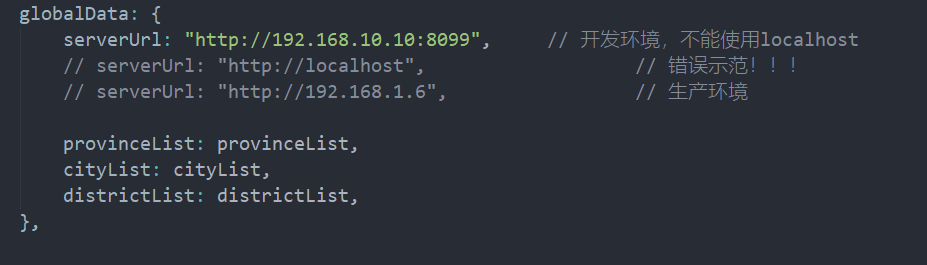 globalData: {
serverUrl: "http://192.168.10.10:8099", // 开发环境，不能使用localhost
// serverUrl: "http://localhost", // 错误示范！！！
// serverUrl: "http://192.168.1.6", // 生产环境
provinceList: provinceList,
cityList: cityList,
districtList: districtList,
},